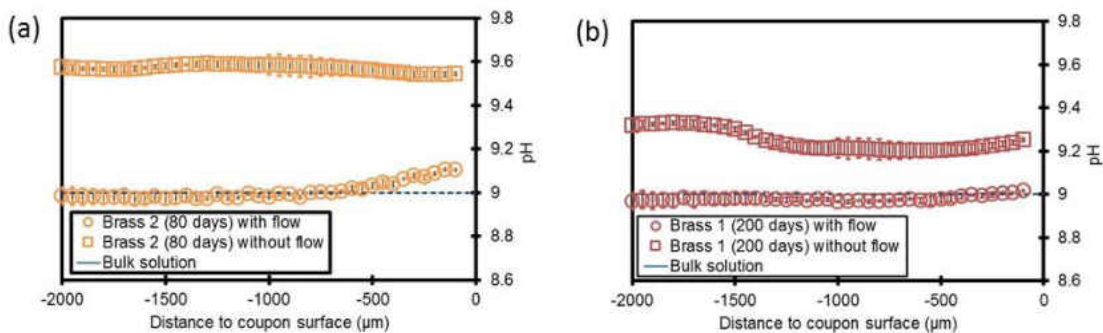 (a)
9.8
9.6
9.4
9.2
9
8.8
8.6
pH
Brass 2 (80 days) with flow
Brass 2 (80 days) without flow
Bulk solution
-2000 -1500 -1000 -500 0
Distance to coupon surface (µm)
(b)
9.8
9.6
9.4
9.2
9
8.8
8.6
pH
Brass 1 (200 days) with flow
Brass 1 (200 days) without flow
Bulk solution
-2000 -1500 -1000 -500 0
Distance to coupon surface (µm)